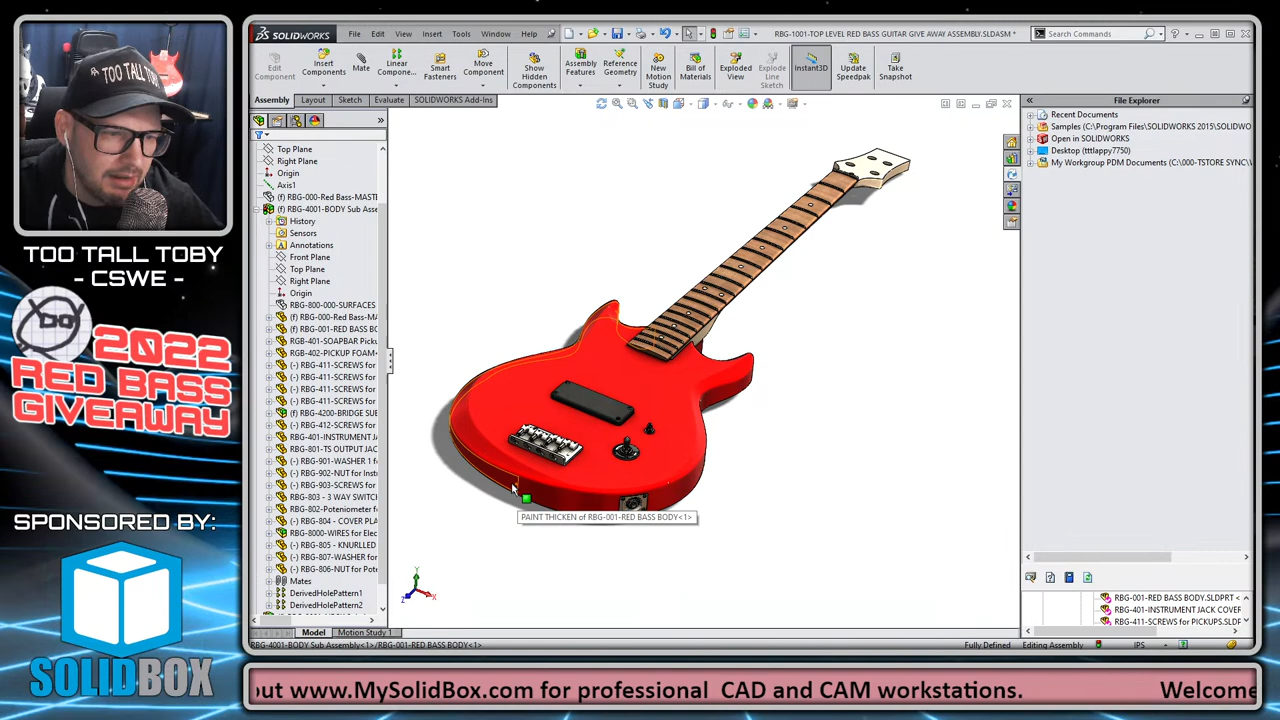 TOO TALL TOBY
TOO TALL TOBY
- CSWE -
2022
RED BASS
GIVEAWAY
SPONSORED BY:
SOLIDBOX
SOLIDWORKS
File Edit View Insert Tools Window Help
RBG-1001-TOP LEVEL RED BASS GUITAR GIVE AWAY ASSEMBLY.SLDASM *
Search Commands
Edit Component
Insert Components
Mate
Linear Componen...
Smart Fasteners
Move Component
Show Hidden Components
Assembly Features
Reference Geometry
New Motion Study
Bill of Materials
Exploded View
Explode Line Sketch
Instant3D
Update Speedpak
Take Snapshot
Assembly Layout Sketch Evaluate SOLIDWORKS Add-Ins
Top Plane
Right Plane
Origin
Axis1
(f) RBG-000-Red Bass-MAST
(f) RBG-4001-BODY Sub Asse
History
Sensors
Annotations
Front Plane
Top Plane
Right Plane
Origin
RBG-800-000-SURFACES
(f) RBG-000-Red Bass-M
(f) RBG-001-RED BASS BO
RGB-401-SOAPBAR Picku
RGB-402-PICKUP FOAM
(-) RBG-411-SCREWS for
(-) RBG-411-SCREWS for
(-) RBG-411-SCREWS for
(-) RBG-411-SCREWS for
(f) RBG-4200-BRIDGE SUB
(-) RBG-412-SCREWS for
RBG-401-INSTRUMENT JA
RBG-801-TS OUTPUT JAC
(-) RBG-901-WASHER 1 f
(-) RBG-902-NUT for Inst
(-) RBG-903-SCREWS for
RBG-803 - 3 WAY SWITCH
RBG-802-Poteniometer f
(-) RBG-804 - COVER PLA
RBG-8000-WIRES for Bas
(-) RBG-805 - KNURLLED
(-) RBG-807-WASHER for
(-) RBG-806-NUT for Pote
Mates
DerivedHolePattern1
DerivedHolePattern2
PAINT THICKEN of RBG-001-RED BASS BODY<1>
Y
X
Z
Model Motion Study 1
RBG-4001-BODY Sub Assembly<1>/RBG-001-RED BASS BODY<1>
Fully Defined Editing Assembly IPS
File Explorer
Recent Documents
Samples (C:\Program Files\SOLIDWORKS 2015\SOLIDWO
Open in SOLIDWORKS
Desktop (tttlappy7750)
My Workgroup PDM Documents (C:\000-TSTORE SYNC\V
RBG-001-RED BASS BODY.SLDPRT <
RBG-401-INSTRUMENT JACK COVER
RBG-411-SCREWS for PICKUPS.SLDF
out www.MySolidBox.com for professional CAD and CAM workstations. Welcome